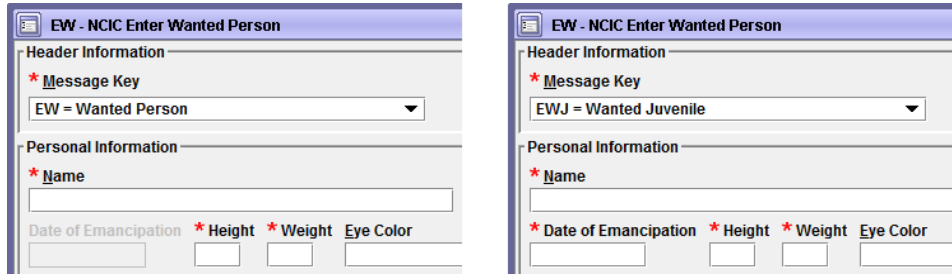 EW - NCIC Enter Wanted Person
Header Information
* Message Key
EW = Wanted Person
Personal Information
* Name
Date of Emancipation * Height * Weight Eye Color
EW - NCIC Enter Wanted Person
Header Information
* Message Key
EWJ = Wanted Juvenile
Personal Information
* Name
* Date of Emancipation * Height * Weight Eye Color